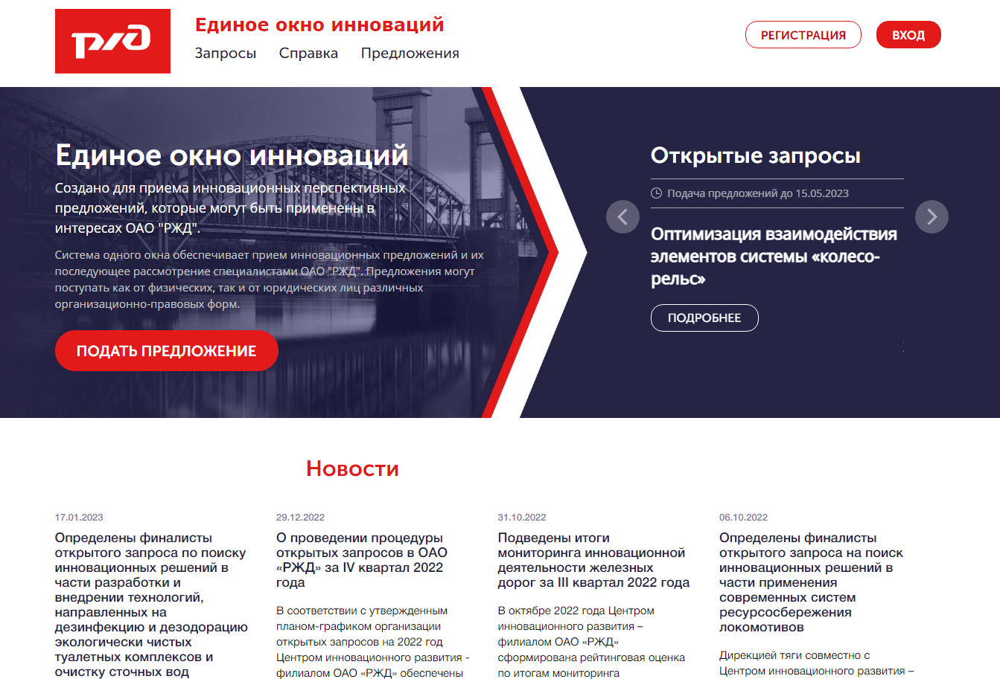 ржд
Единое окно инноваций
Запросы Справка Предложения
РЕГИСТРАЦИЯ
ВХОД
Единое окно инноваций
Создано для приема инновационных перспективных
предложений, которые могут быть применены в
интересах ОАО "РЖД".
Система одного окна обеспечивает прием инновационных предложений и их
последующее рассмотрение специалистами ОАО "РЖД". Предложения могут
поступать как от физических, так и от юридических лиц различных
организационно-правовых форм.
ПОДАТЬ ПРЕДЛОЖЕНИЕ
Открытые запросы
Подача предложений до 15.05.2023
Оптимизация взаимодействия
элементов системы «колесо-
рельс»
ПОДРОБНЕЕ
Новости
17.01.2023
Определены финалисты
открытого запроса по поиску
инновационных решений в
части разработки и
внедрении технологий,
направленных на
дезинфекцию и дезодорацию
экологически чистых
туалетных комплексов и
очистку сточных вод
29.12.2022
О проведении процедуры
открытых запросов в ОАО
«РЖД» за IV квартал 2022
года
В соответствии с утвержденным
планом-графиком организации
открытых запросов на 2022 год
Центром инновационного развития -
филиалом ОАО «РЖД» обеспечены
31.10.2022
Подведены итоги
мониторинга инновационной
деятельности железных
дорог за III квартал 2022 года
В октябре 2022 года Центром
инновационного развития –
филиалом ОАО «РЖД»
сформирована рейтинговая оценка
по итогам мониторинга
06.10.2022
Определены финалисты
открытого запроса на поиск
инновационных решений в
части применения
современных систем
ресурсосбережения
локомотивов
Дирекцией тяги совместно с
Центром инновационного развития –